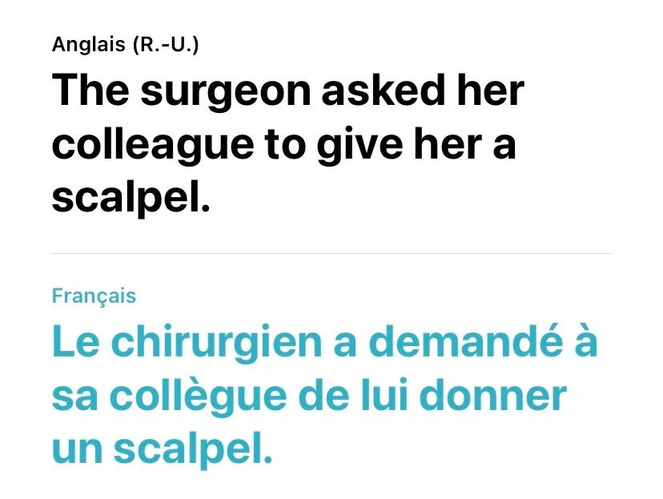 Anglais (R.-U.)
The surgeon asked her
colleague to give her a
scalpel.
Français
Le chirurgien a demandé à
sa collègue de lui donner
un scalpel.